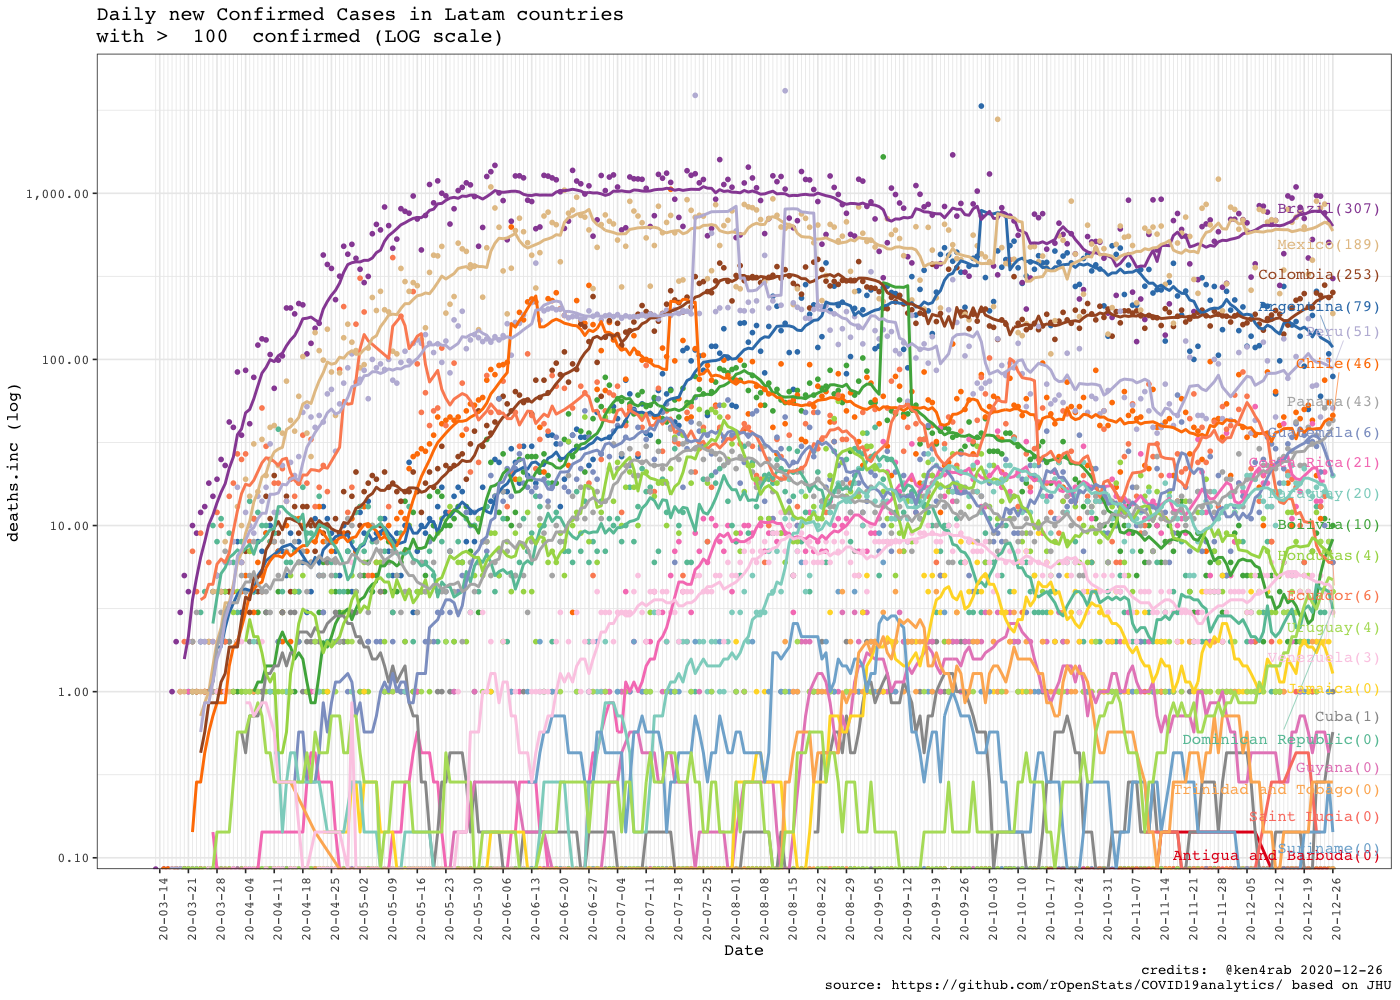 Daily new Confirmed Cases in Latam countries
with >  100  confirmed (LOG scale)
deaths.inc (log)
1,000.00
100.00
10.00
1.00
0.10
Brazil(307)
Mexico(189)
Colombia(253)
Argentina(79)
Peru(51)
Chile(46)
Panama(43)
Guatemala(6)
Costa Rica(21)
Paraguay(20)
Bolivia(10)
Honduras(4)
Ecuador(6)
Uruguay(4)
Venezuela(3)
Jamaica(0)
Cuba(1)
Dominican Republic(0)
Guyana(0)
Trinidad and Tobago(0)
Saint Lucia(0)
Suriname(0)
Antigua and Barbuda(0)
20-03-14
20-03-21
20-03-28
20-04-04
20-04-11
20-04-18
20-04-25
20-05-02
20-05-09
20-05-16
20-05-23
20-05-30
20-06-06
20-06-13
20-06-20
20-06-27
20-07-04
20-07-11
20-07-18
20-07-25
20-08-01
20-08-08
20-08-15
20-08-22
20-08-29
20-09-05
20-09-12
20-09-19
20-09-26
20-10-03
20-10-10
20-10-17
20-10-24
20-10-31
20-11-07
20-11-14
20-11-21
20-11-28
20-12-05
20-12-12
20-12-19
20-12-26
Date
credits:  @ken4rab 2020-12-26
source: https://github.com/rOpenStats/COVID19analytics/ based on JHU